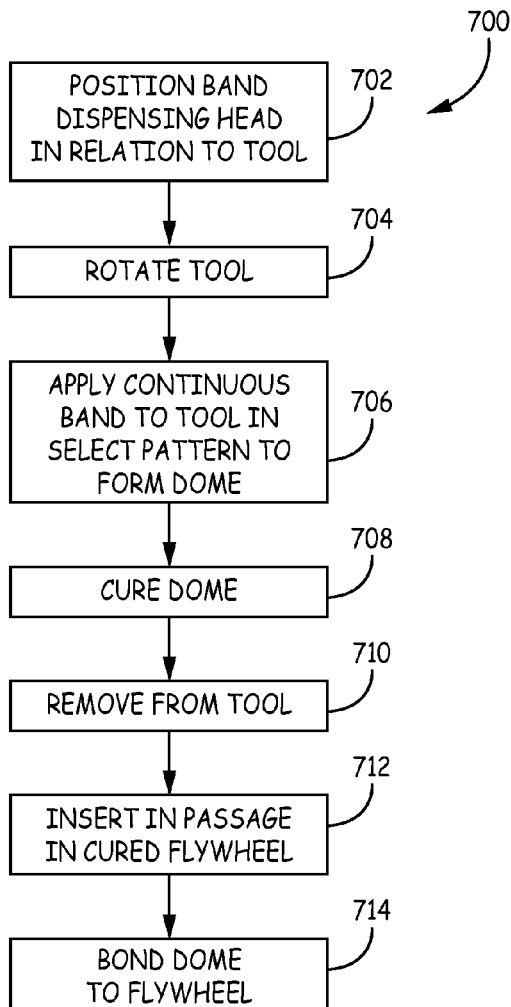 700
POSITION BAND
DISPENSING HEAD
IN RELATION TO TOOL
702
ROTATE TOOL
704
APPLY CONTINUOUS
BAND TO TOOL IN
SELECT PATTERN TO
FORM DOME
706
CURE DOME
708
REMOVE FROM TOOL
710
INSERT IN PASSAGE
IN CURED FLYWHEEL
712
BOND DOME
TO FLYWHEEL
714